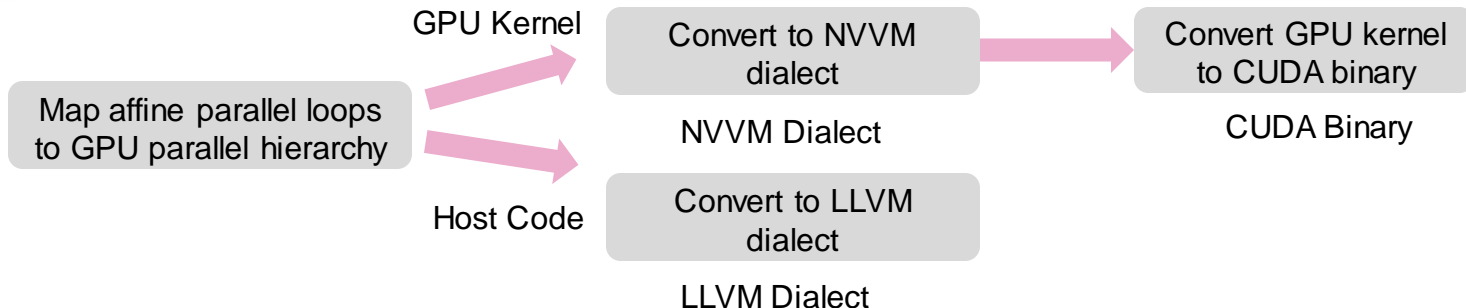 GPU Kernel
Map affine parallel loops
to GPU parallel hierarchy
Host Code
Convert to NVVM
dialect
NVVM Dialect
Convert to LLVM
dialect
LLVM Dialect
Convert GPU kernel
to CUDA binary
CUDA Binary